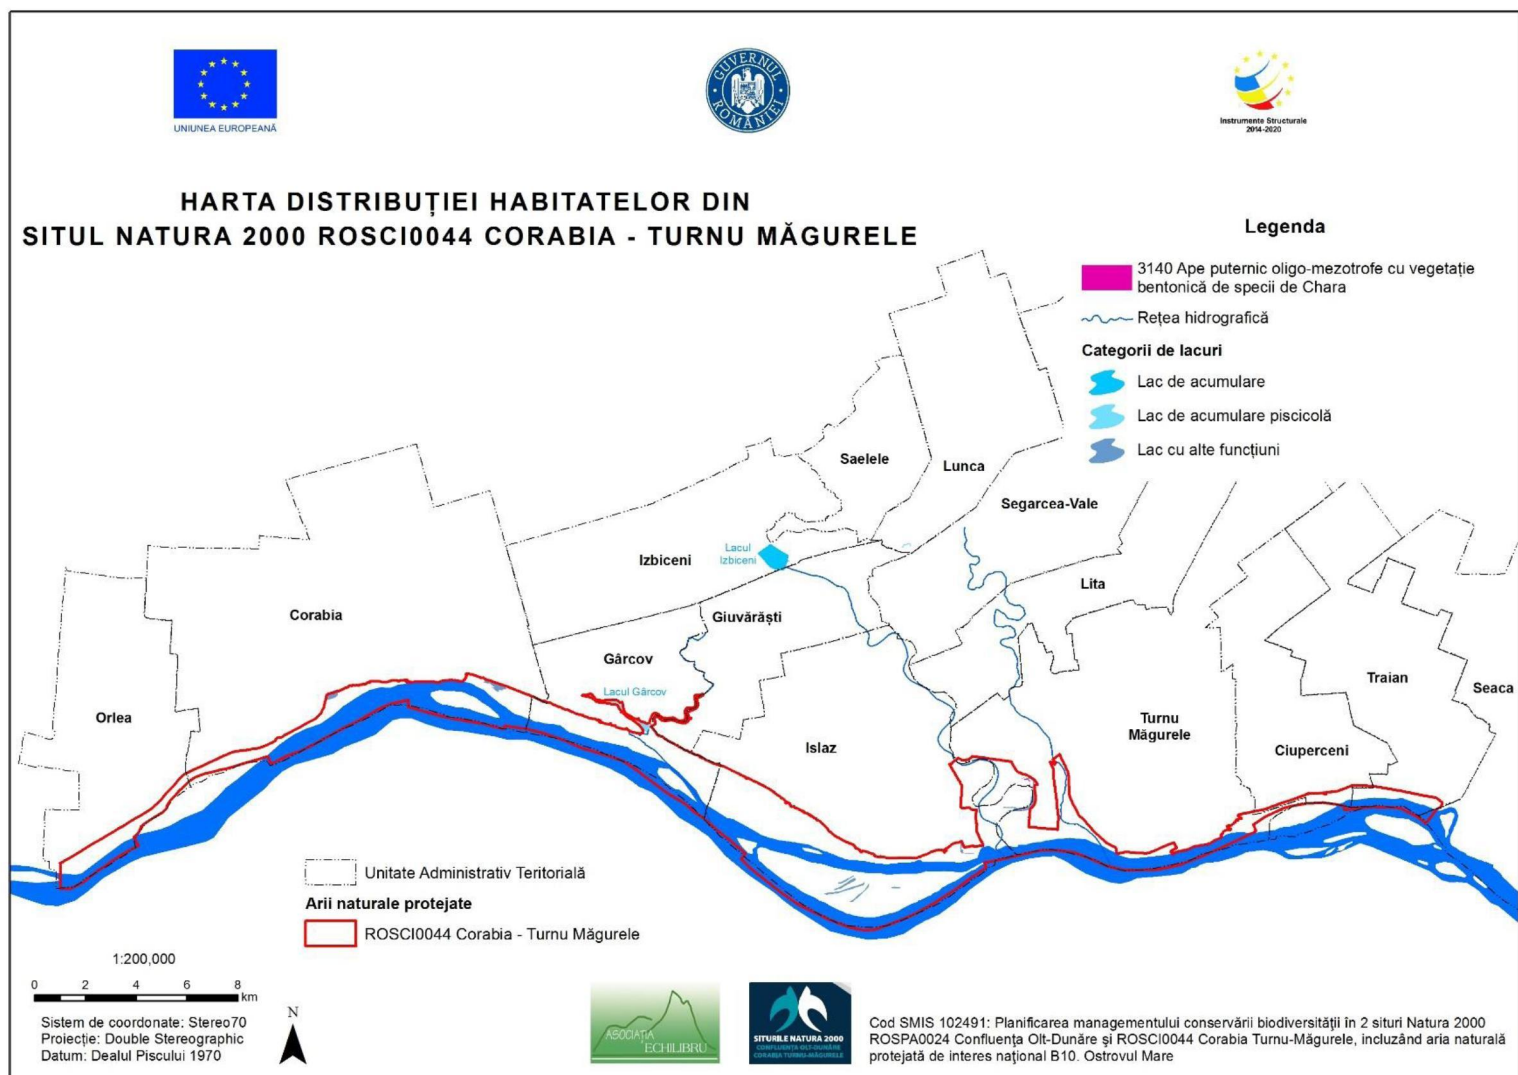 UNIUNEA EUROPEANĂ
GUVERNUL ROMÂNIEI
Instrumente Structurale
2014-2020
HARTA DISTRIBUȚIEI HABITATELOR DIN
SITUL NATURA 2000 ROSCI0044 CORABIA - TURNU MĂGURELE
Legenda
3140 Ape puternic oligo-mezotrofe cu vegetație
bentonică de specii de Chara
Rețea hidrografică
Categorii de lacuri
Lac de acumulare
Lac de acumulare piscicolă
Lac cu alte funcțiuni
Saelele
Lunca
Segarcea-Vale
Lacul
Izbiceni
Izbiceni
Lita
Corabia
Giuvărăști
Gârcov
Lacul Gârcov
Traian
Seaca
Orlea
Islaz
Turnu
Măgurele
Ciuperceni
Unitate Administrativ Teritorială
Arii naturale protejate
ROSCI0044 Corabia - Turnu Măgurele
1:200,000
0 2 4 6 8
km
N
Sistem de coordonate: Stereo70
Proiecție: Double Stereographic
Datum: Dealul Piscului 1970
ASOCIAȚIA
ECHILIBRU
SITURILE NATURA 2000
CONFLUENȚA OLT-DUNĂRE
CORABIA TURNU-MĂGURELE
Cod SMIS 102491: Planificarea managementului conservării biodiversității în 2 situri Natura 2000
ROSPA0024 Confluența Olt-Dunăre și ROSCI0044 Corabia Turnu-Măgurele, incluzând aria naturală
protejată de interes național B10. Ostrovul Mare